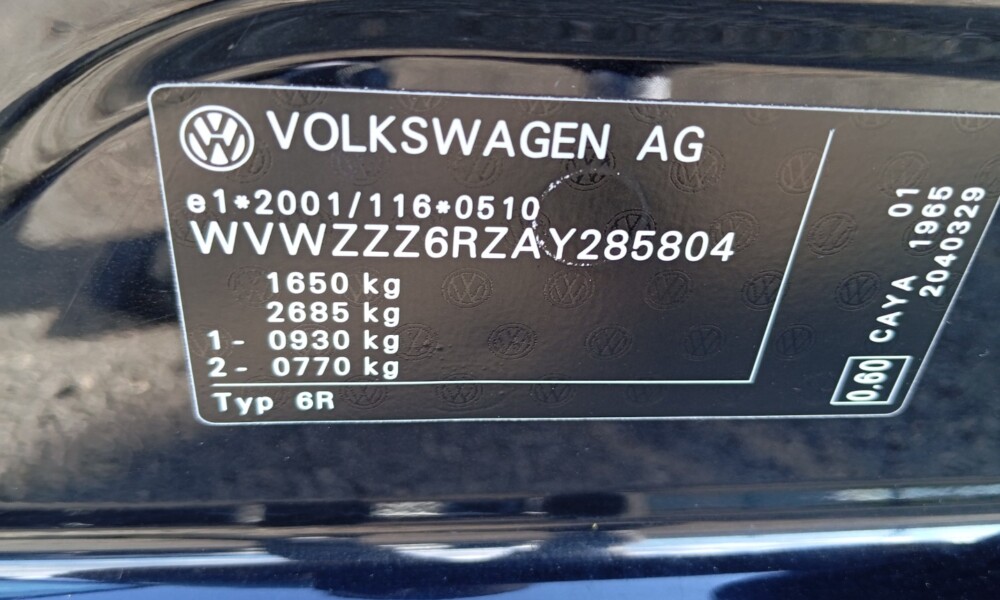 VOLKSWAGEN AG
e1*2001/116*0510
WVWZZZ6RZAY285804
1650 kg
2685 kg
1- 0930 kg
2- 0770 kg
Typ 6R
0.60
CAYA 01
1965
2040329